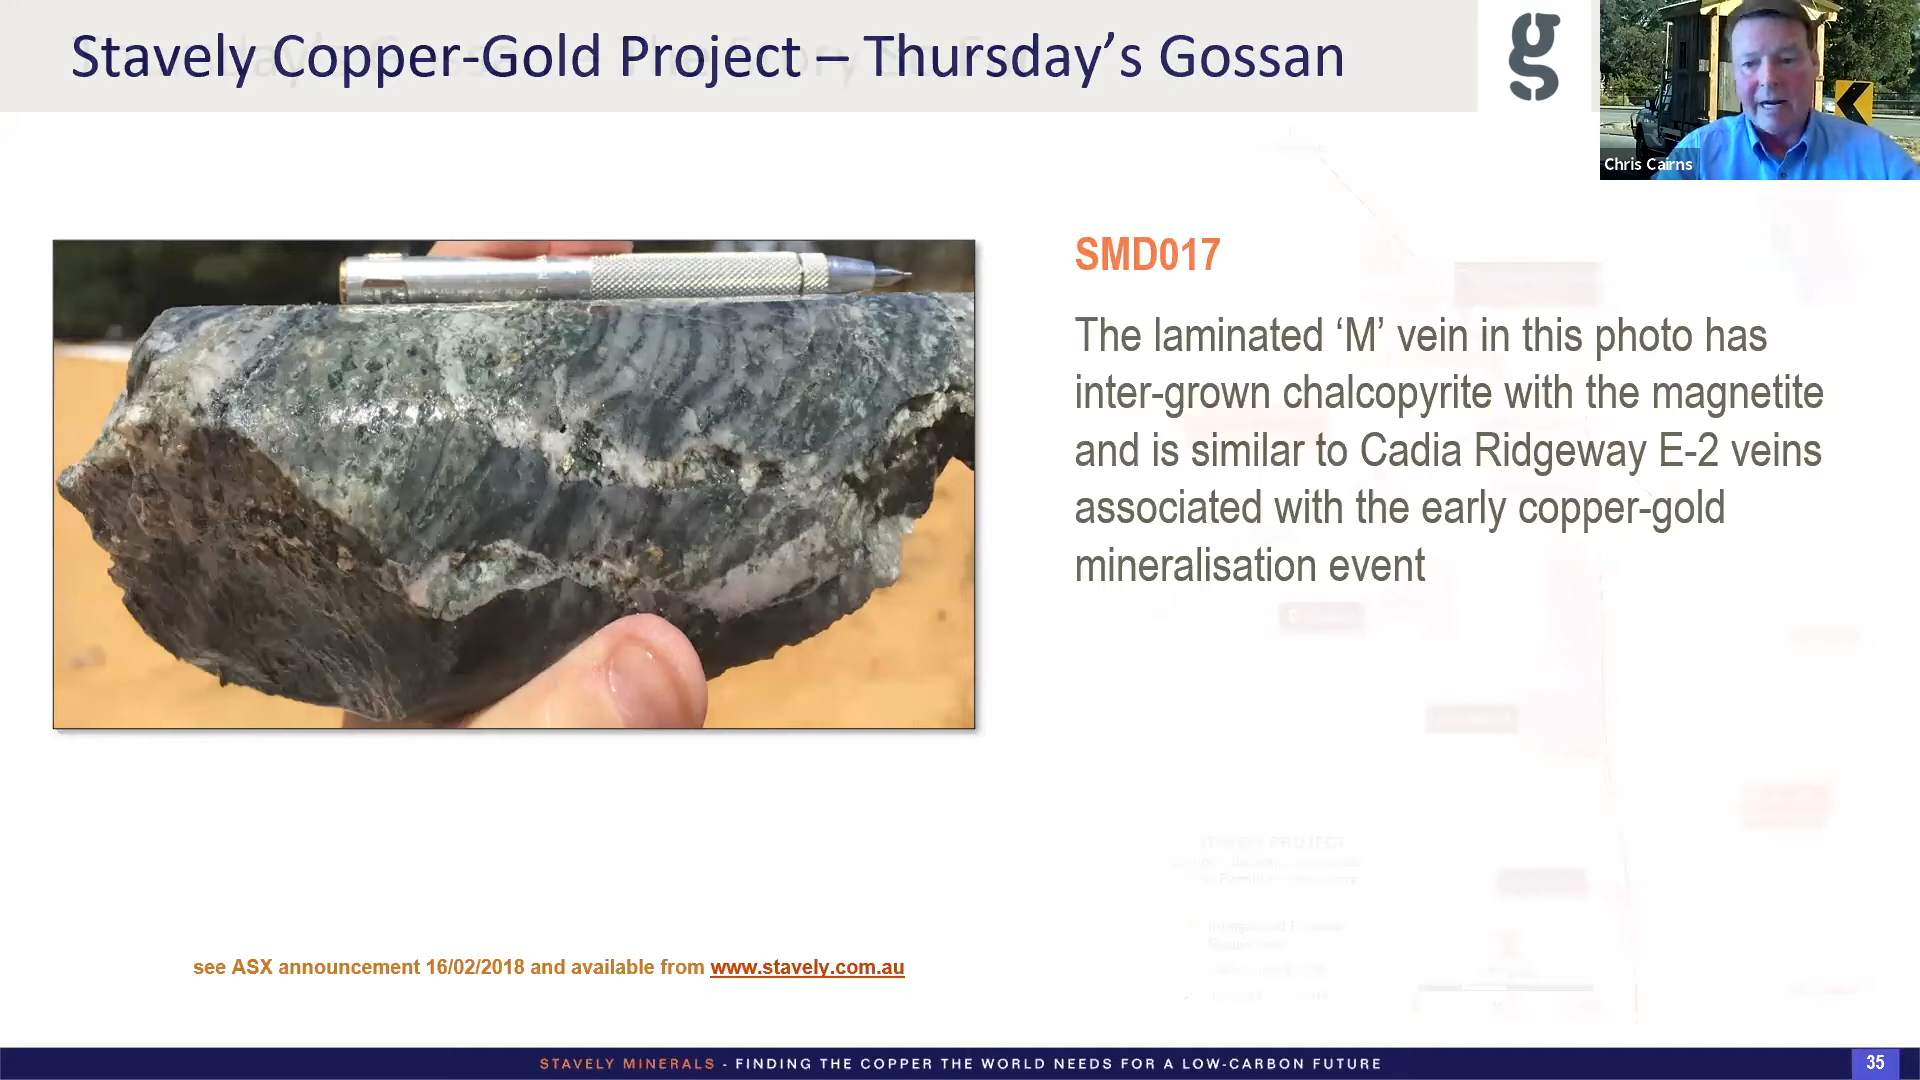 Stavely Copper-Gold Project – Thursday’s Gossan
g
Chris Cairns
SMD017
The laminated ‘M’ vein in this photo has
inter-grown chalcopyrite with the magnetite
and is similar to Cadia Ridgeway E-2 veins
associated with the early copper-gold
mineralisation event
see ASX announcement 16/02/2018 and available from www.stavely.com.au
STAVELY MINERALS - FINDING THE COPPER THE WORLD NEEDS FOR A LOW-CARBON FUTURE
35